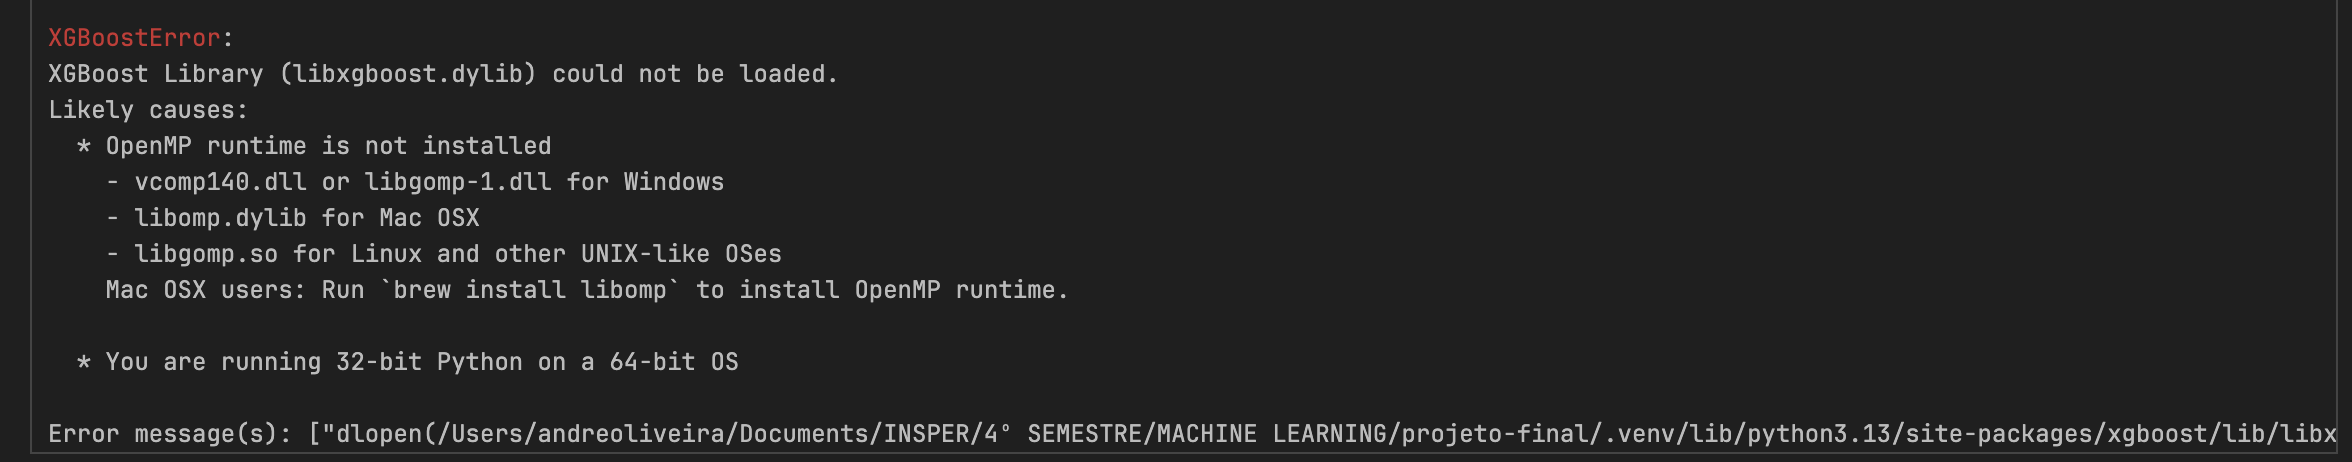 XGBoostError:
XGBoost Library (libxgboost.dylib) could not be loaded.
Likely causes:
  * OpenMP runtime is not installed
    - vcomp140.dll or libgomp-1.dll for Windows
    - libomp.dylib for Mac OSX
    - libgomp.so for Linux and other UNIX-like OSes
    Mac OSX users: Run `brew install libomp` to install OpenMP runtime.
  * You are running 32-bit Python on a 64-bit OS
Error message(s): ["dlopen(/Users/andreoliveira/Documents/INSPER/4º SEMESTRE/MACHINE LEARNING/projeto-final/.venv/lib/python3.13/site-packages/xgboost/lib/libx